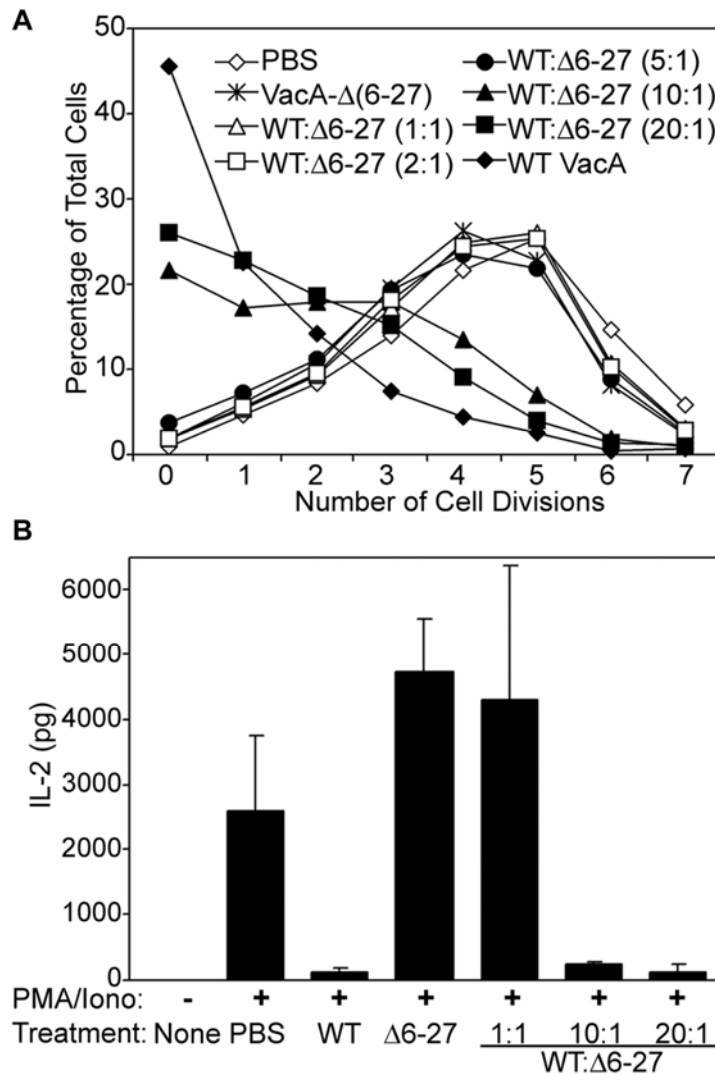 A
50
40
30
20
10
0
Percentage of Total Cells
PBS
VacA-Δ(6-27)
WT:Δ6-27 (1:1)
WT:Δ6-27 (2:1)
WT:Δ6-27 (5:1)
WT:Δ6-27 (10:1)
WT:Δ6-27 (20:1)
WT VacA
0 1 2 3 4 5 6 7
Number of Cell Divisions
B
6000
5000
4000
3000
2000
1000
0
IL-2 (pg)
PMA/Iono: - + + + + + +
Treatment: None PBS WT Δ6-27 1:1 10:1 20:1
WT:Δ6-27